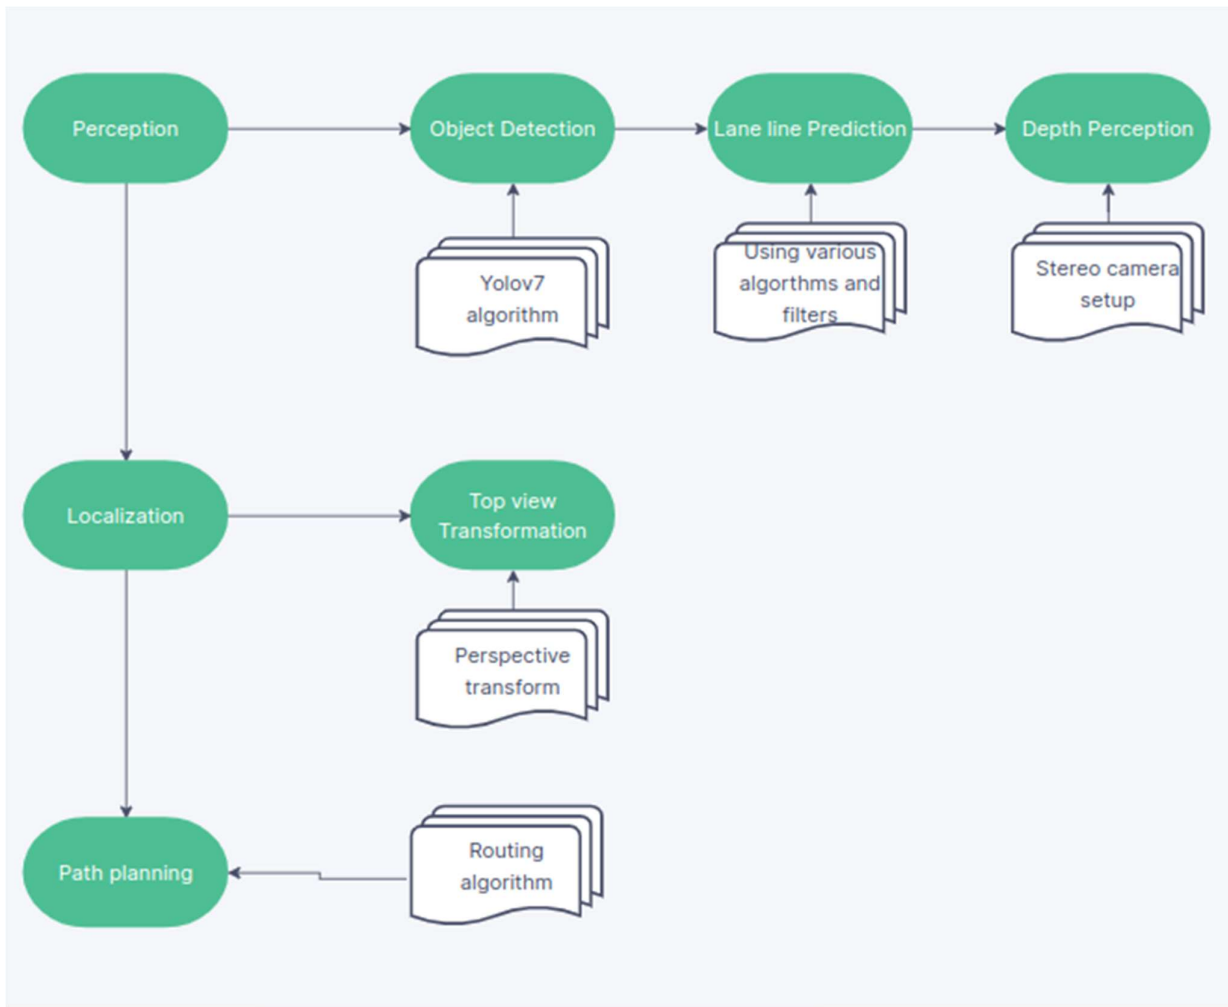 Perception
Object Detection
Lane line Prediction
Depth Perception
Yolov7
algorithm
Using various
algorthms and
filters
Stereo camera
setup
Localization
Top view
Transformation
Perspective
transform
Path planning
Routing
algorithm